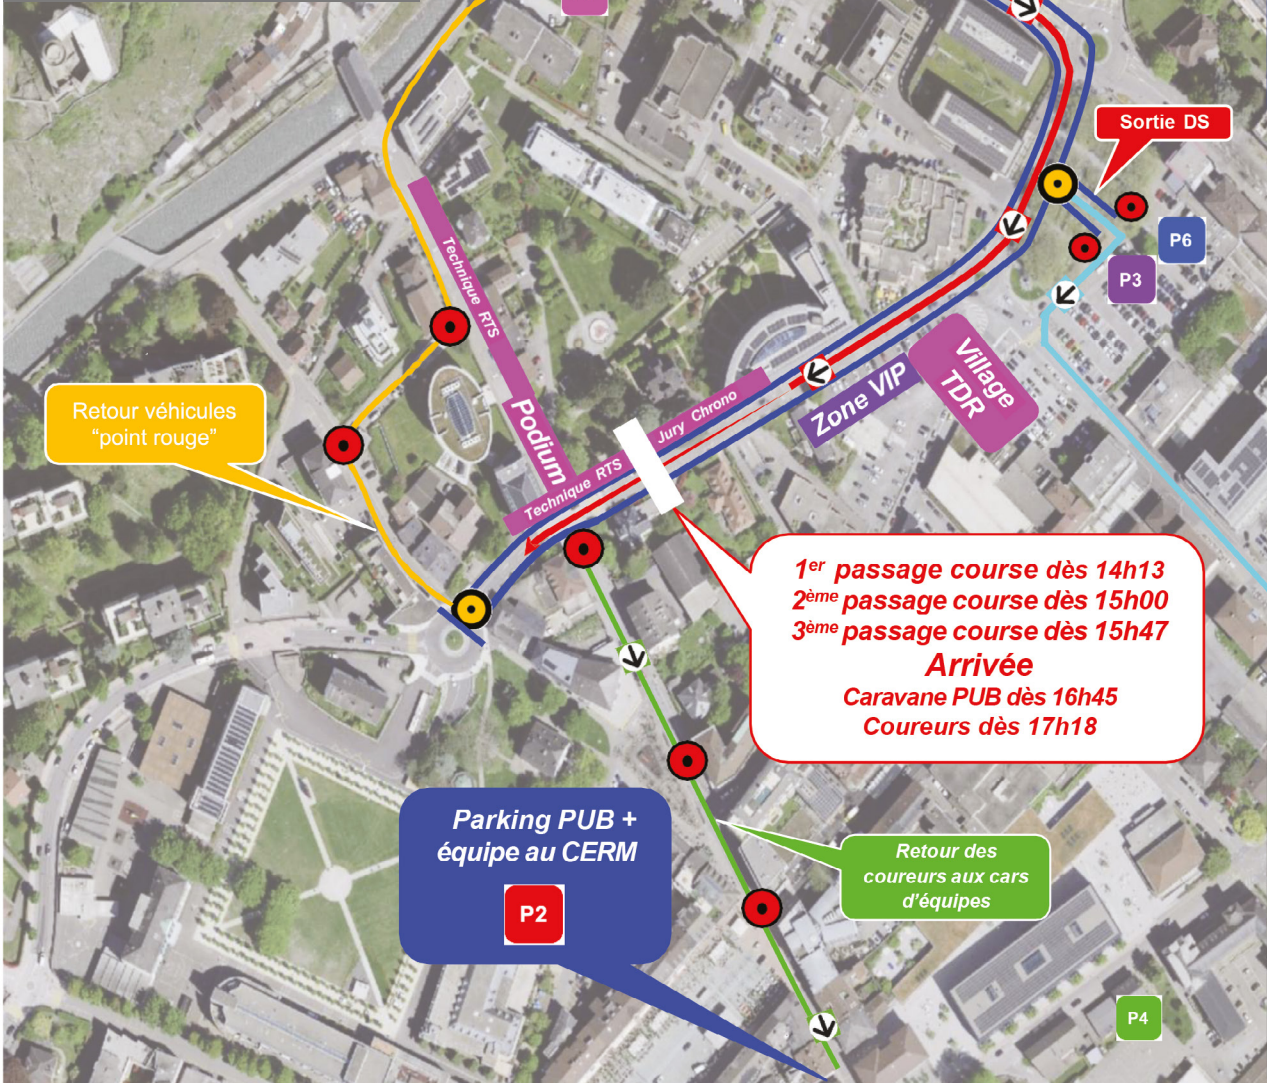 Sortie DS
P6
P3
Technique RTS
Podium
Technique RTS
Jury Chrono
Zone VIP
Village
TDR
Retour véhicules
“point rouge”
1er passage course dès 14h13
2ème passage course dès 15h00
3ème passage course dès 15h47
Arrivée
Caravane PUB dès 16h45
Coureurs dès 17h18
Parking PUB +
équipe au CERM
P2
Retour des
coureurs aux cars
d’équipes
P4